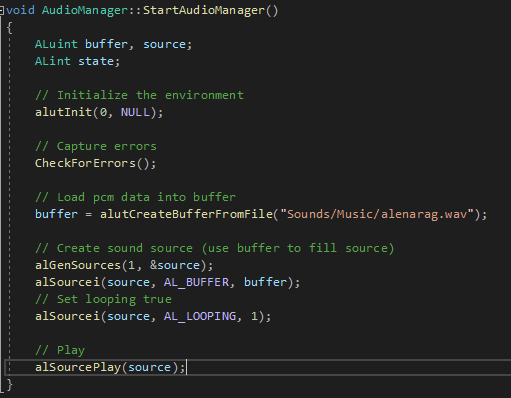 void AudioManager::StartAudioManager()
{
ALuint buffer, source;
ALint state;
// Initialize the environment
alutInit(0, NULL);
// Capture errors
CheckForErrors();
// Load pcm data into buffer
buffer = alutCreateBufferFromFile("Sounds/Music/alenarag.wav");
// Create sound source (use buffer to fill source)
alGenSources(1, &source);
alSourcei(source, AL_BUFFER, buffer);
// Set looping true
alSourcei(source, AL_LOOPING, 1);
// Play
alSourcePlay(source);
}